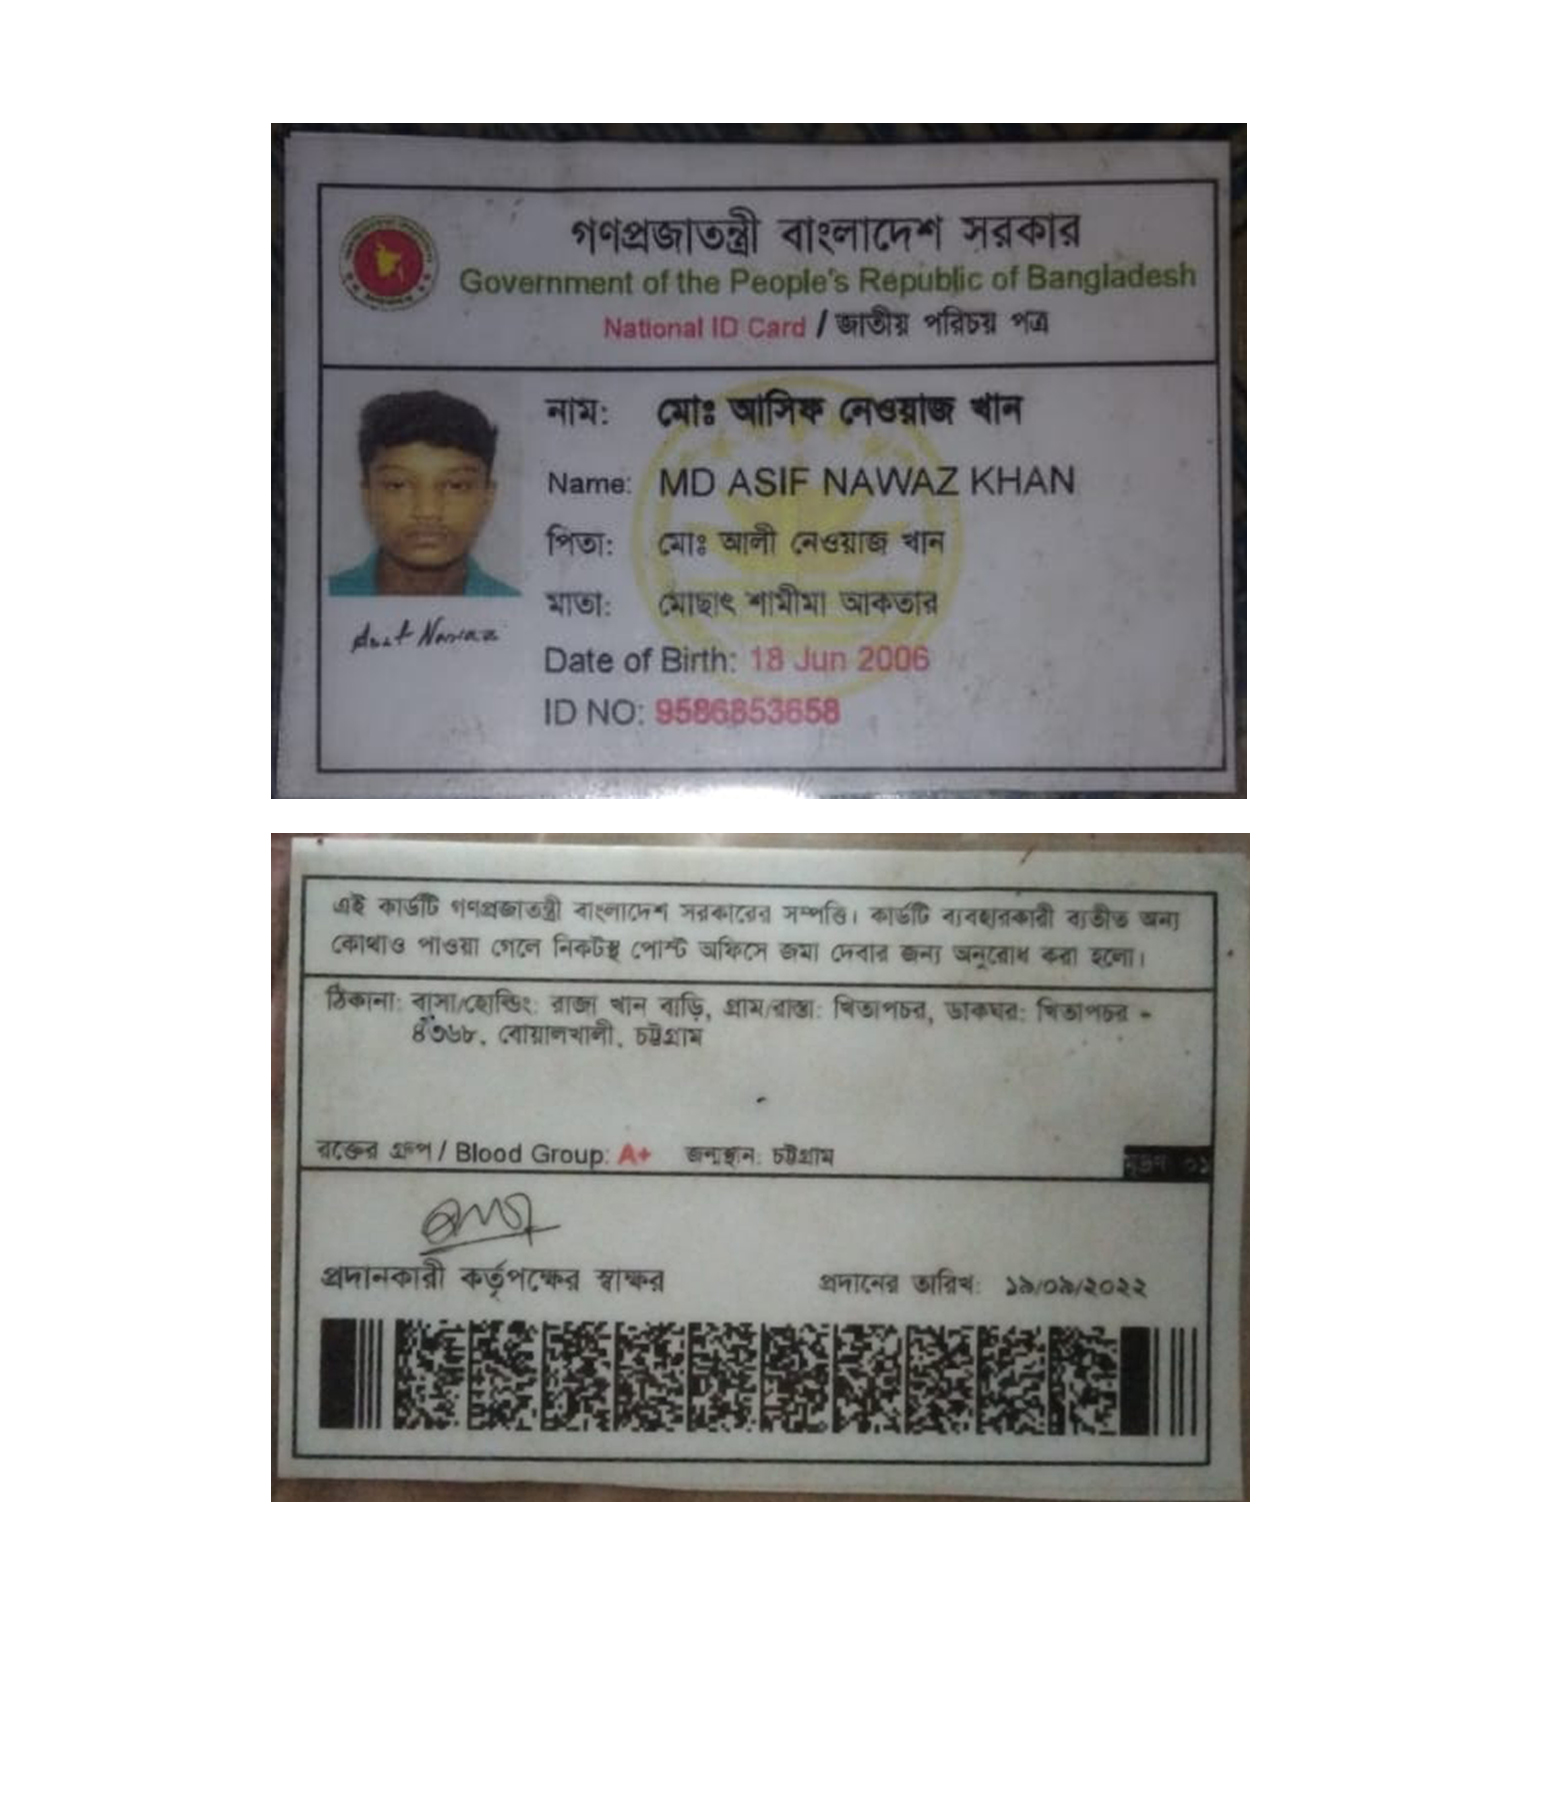 গণপ্রজাতন্ত্রী বাংলাদেশ সরকার
Government of the People's Republic of Bangladesh
National ID Card / জাতীয় পরিচয় পত্র
নাম: মোঃ আসিফ নেওয়াজ খান
Name: MD ASIF NAWAZ KHAN
পিতা: মোঃ আলী নেওয়াজ খান
মাতা: মোছাৎ শামীমা আকতার
Date of Birth: 18 Jun 2006
ID NO: 9586853658
এই কার্ডটি গণপ্রজাতন্ত্রী বাংলাদেশ সরকারের সম্পত্তি। কার্ডটি ব্যবহারকারী ব্যতীত অন্য
কোথাও পাওয়া গেলে নিকটস্থ পোস্ট অফিসে জমা দেবার জন্য অনুরোধ করা হলো।
ঠিকানা: বাসা/হোল্ডিং: রাজা খান বাড়ি, গ্রাম/রাস্তা: খিতাপচর, ডাকঘর: খিতাপচর -
৪৩৬৮, বোয়ালখালী, চট্টগ্রাম
রক্তের গ্রুপ / Blood Group: A+ জন্মস্থান: চট্টগ্রাম
মুদ্রণ: ০১
প্রদানকারী কর্তৃপক্ষের স্বাক্ষর প্রদানের তারিখ: ১৯/০৯/২০২২